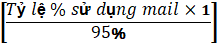 [Tỷ lệ % sử dụng mail × 1]
95%